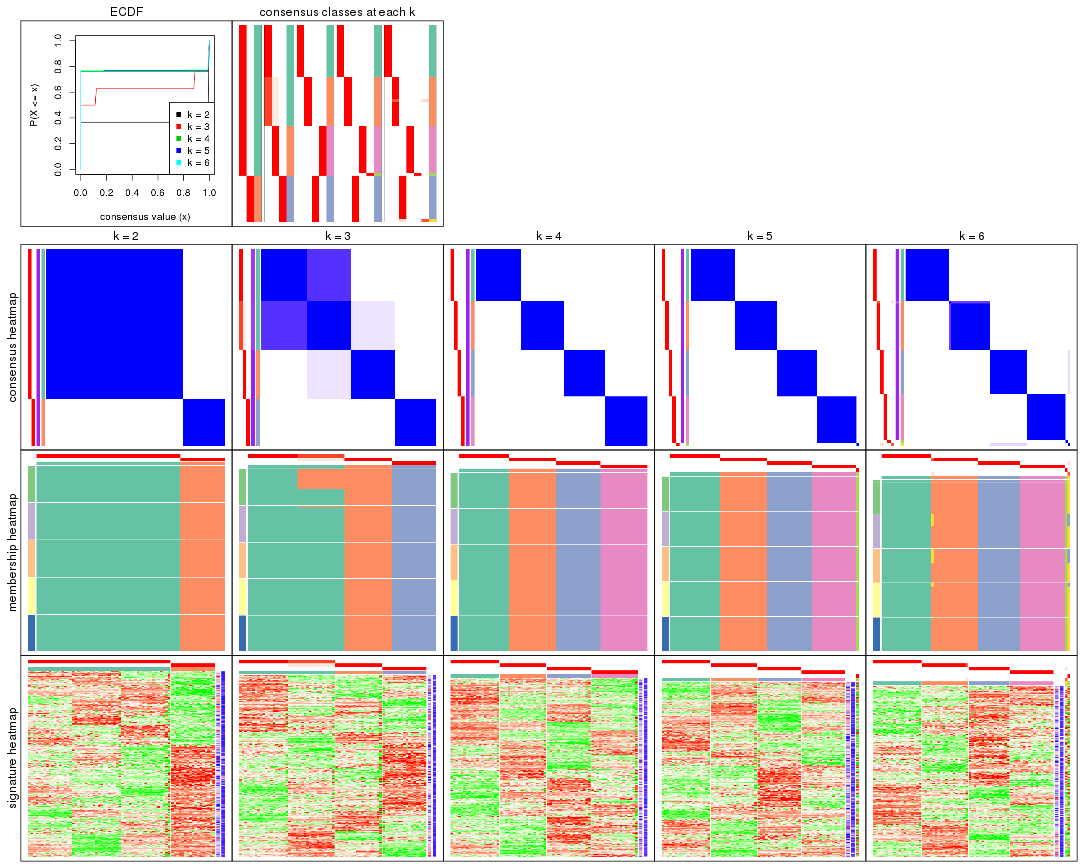 ECDF
consensus classes at each k
P(X <= x)
1.0
0.8
0.6
0.4
0.2
0.0
k = 2
k = 3
k = 4
k = 5
k = 6
0.0 0.2 0.4 0.6 0.8 1.0
consensus value (x)
k = 2
k = 3
k = 4
k = 5
k = 6
consensus heatmap
membership heatmap
signature heatmap